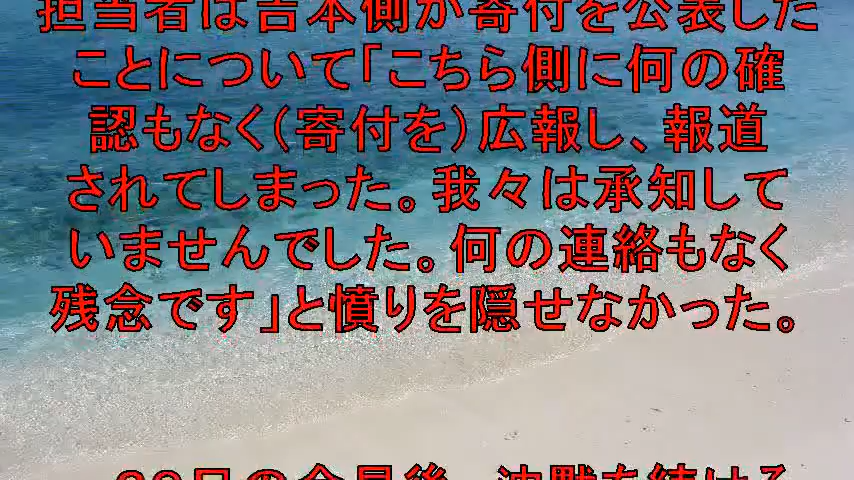 担当者は吉本側が寄付を公表した
ことについて「こちら側に何の確
認もなく(寄付を)広報し、報道
されてしまった。我々は承知して
いませんでした。何の連絡もなく
残念です」と憤りを隠せなかった。